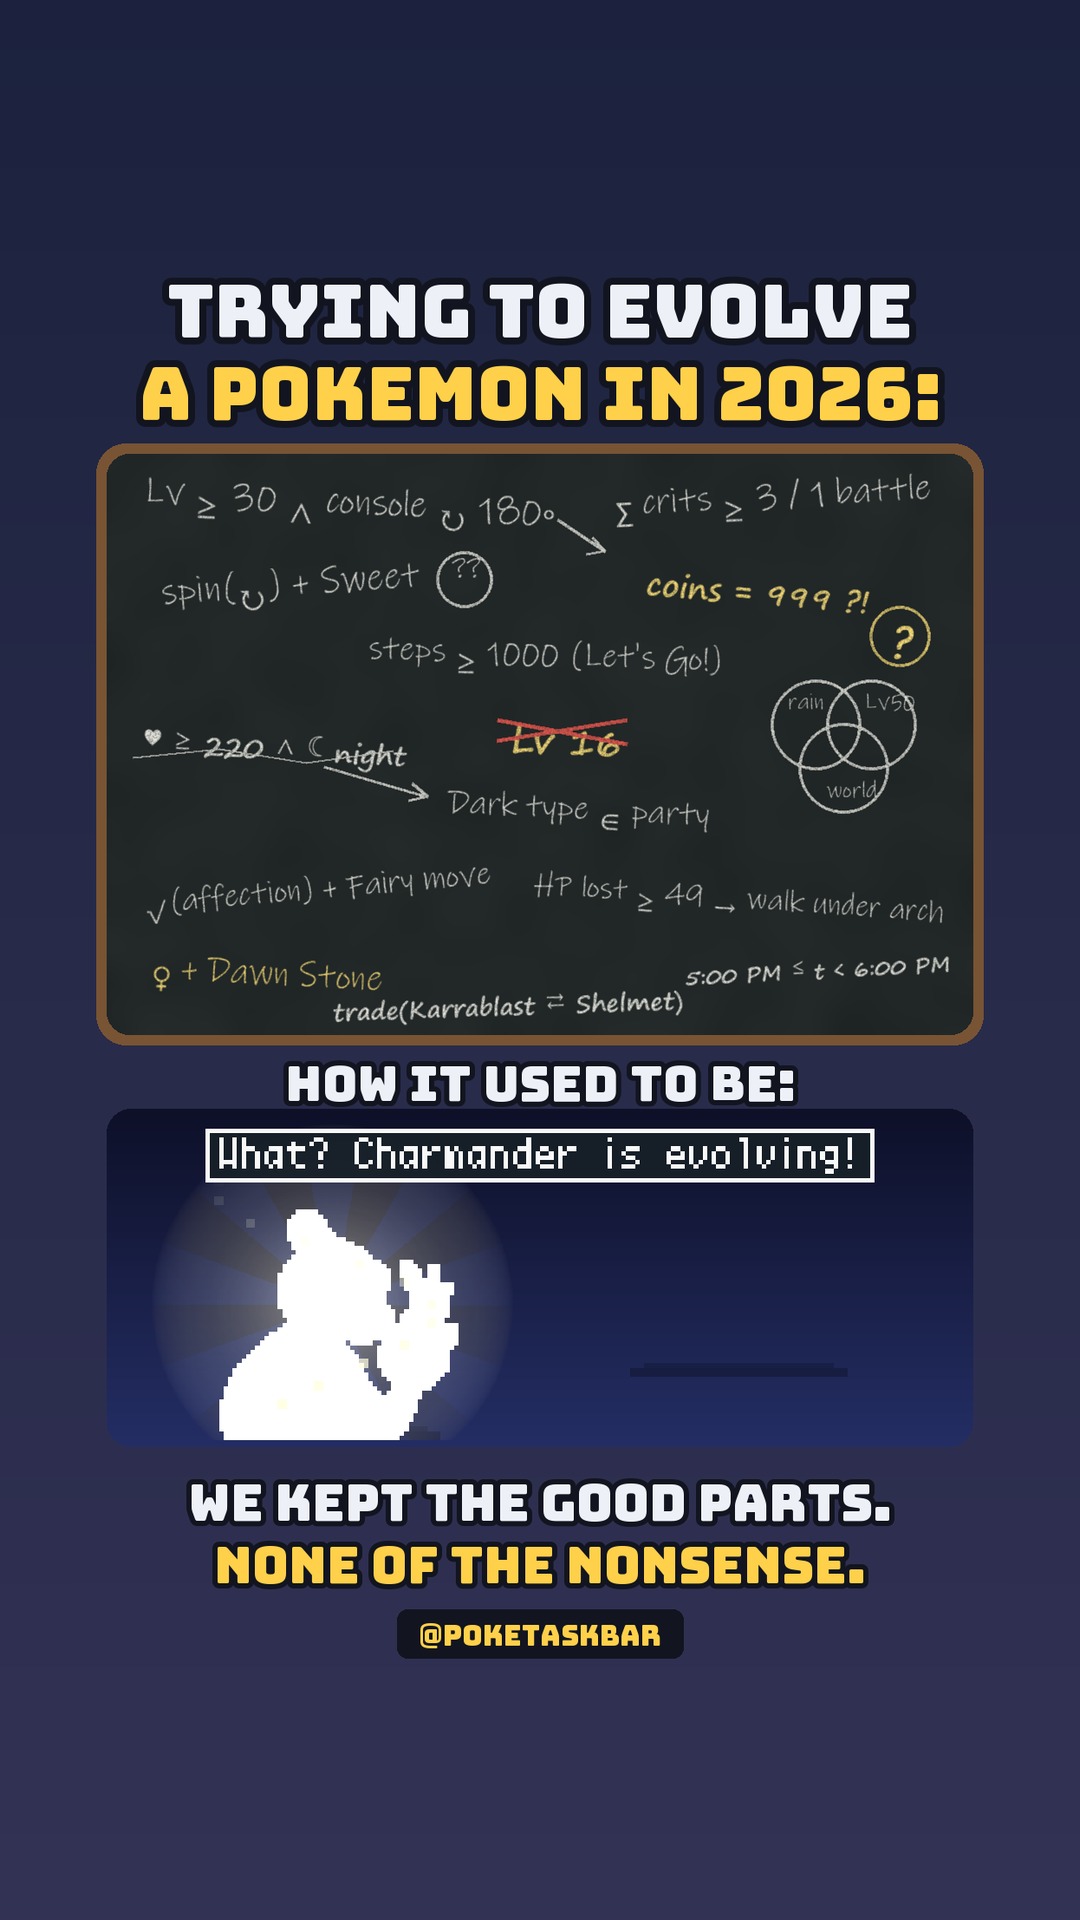 TRYING TO EVOLVE
A POKEMON IN 2026:
Lv ≥ 30 ∧ console ↻ 180°
Σ crits ≥ 3 / 1 battle
spin(↻) + Sweet ??
coins = 999 ?!
?
steps ≥ 1000 (Let's Go!)
rain Lv50
world
♥ ≥ 220 ∧ ☾ night
Lv 16
Dark type ∈ party
√(affection) + Fairy move
HP lost ≥ 49 → walk under arch
♀ + Dawn Stone
5:00 PM ≤ t < 6:00 PM
trade(Karrablast ⇄ Shelmet)
HOW IT USED TO BE:
What? Charmander is evolving!
WE KEPT THE GOOD PARTS.
NONE OF THE NONSENSE.
@POKETASKBAR